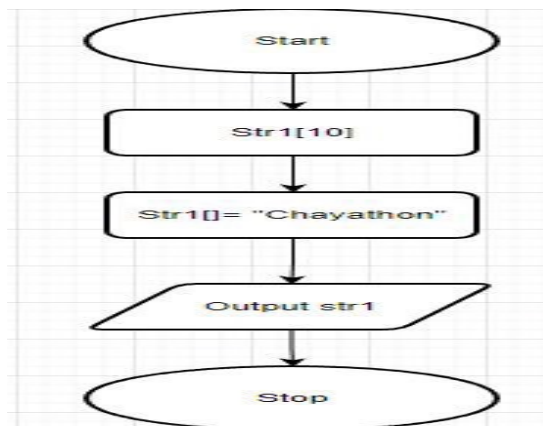 Start
Str1[10]
Str1[]= "Chayathon"
Output str1
Stop